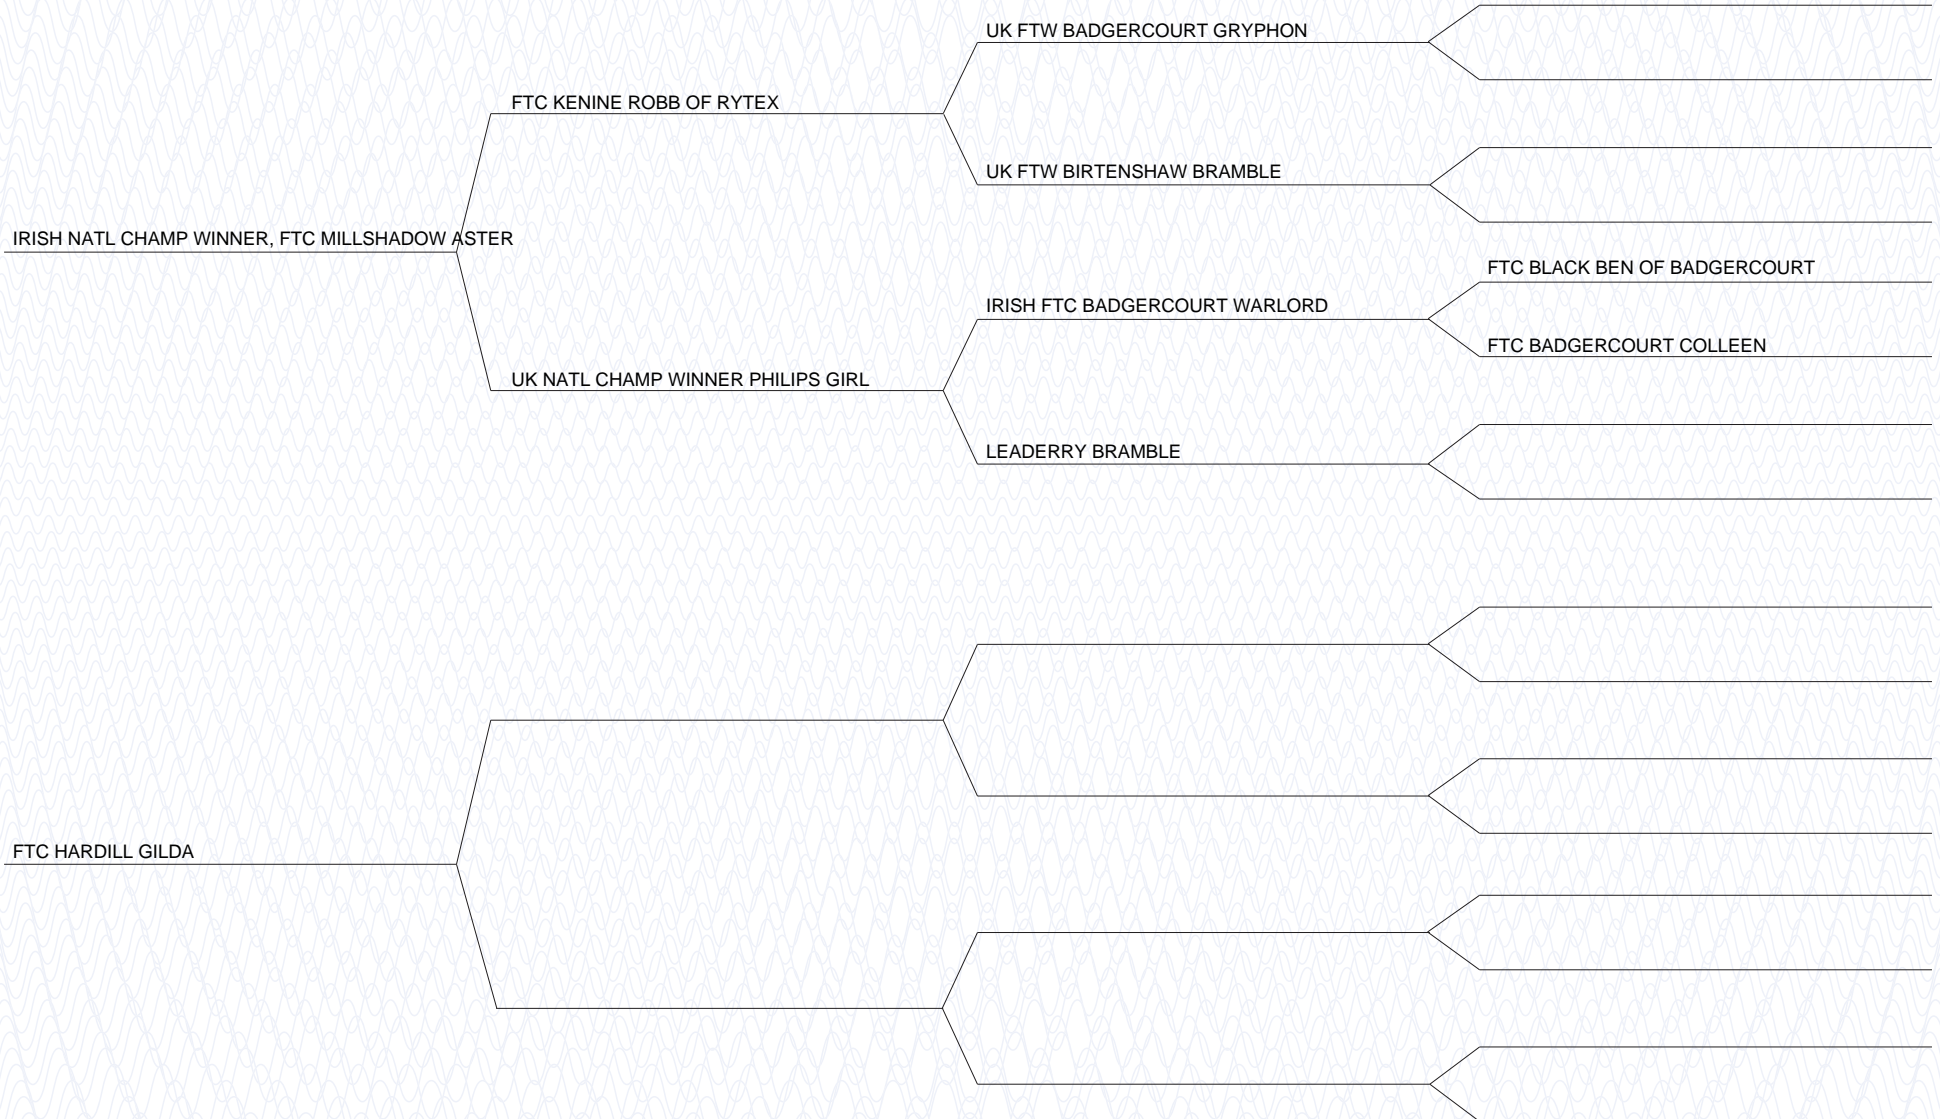 UK FTW BADGERCOURT GRYPHON
FTC KENINE ROBB OF RYTEX
UK FTW BIRTENSHAW BRAMBLE
IRISH NATL CHAMP WINNER, FTC MILLSHADOW ASTER
FTC BLACK BEN OF BADGERCOURT
IRISH FTC BADGERCOURT WARLORD
FTC BADGERCOURT COLLEEN
UK NATL CHAMP WINNER PHILIPS GIRL
LEADERRY BRAMBLE
FTC HARDILL GILDA